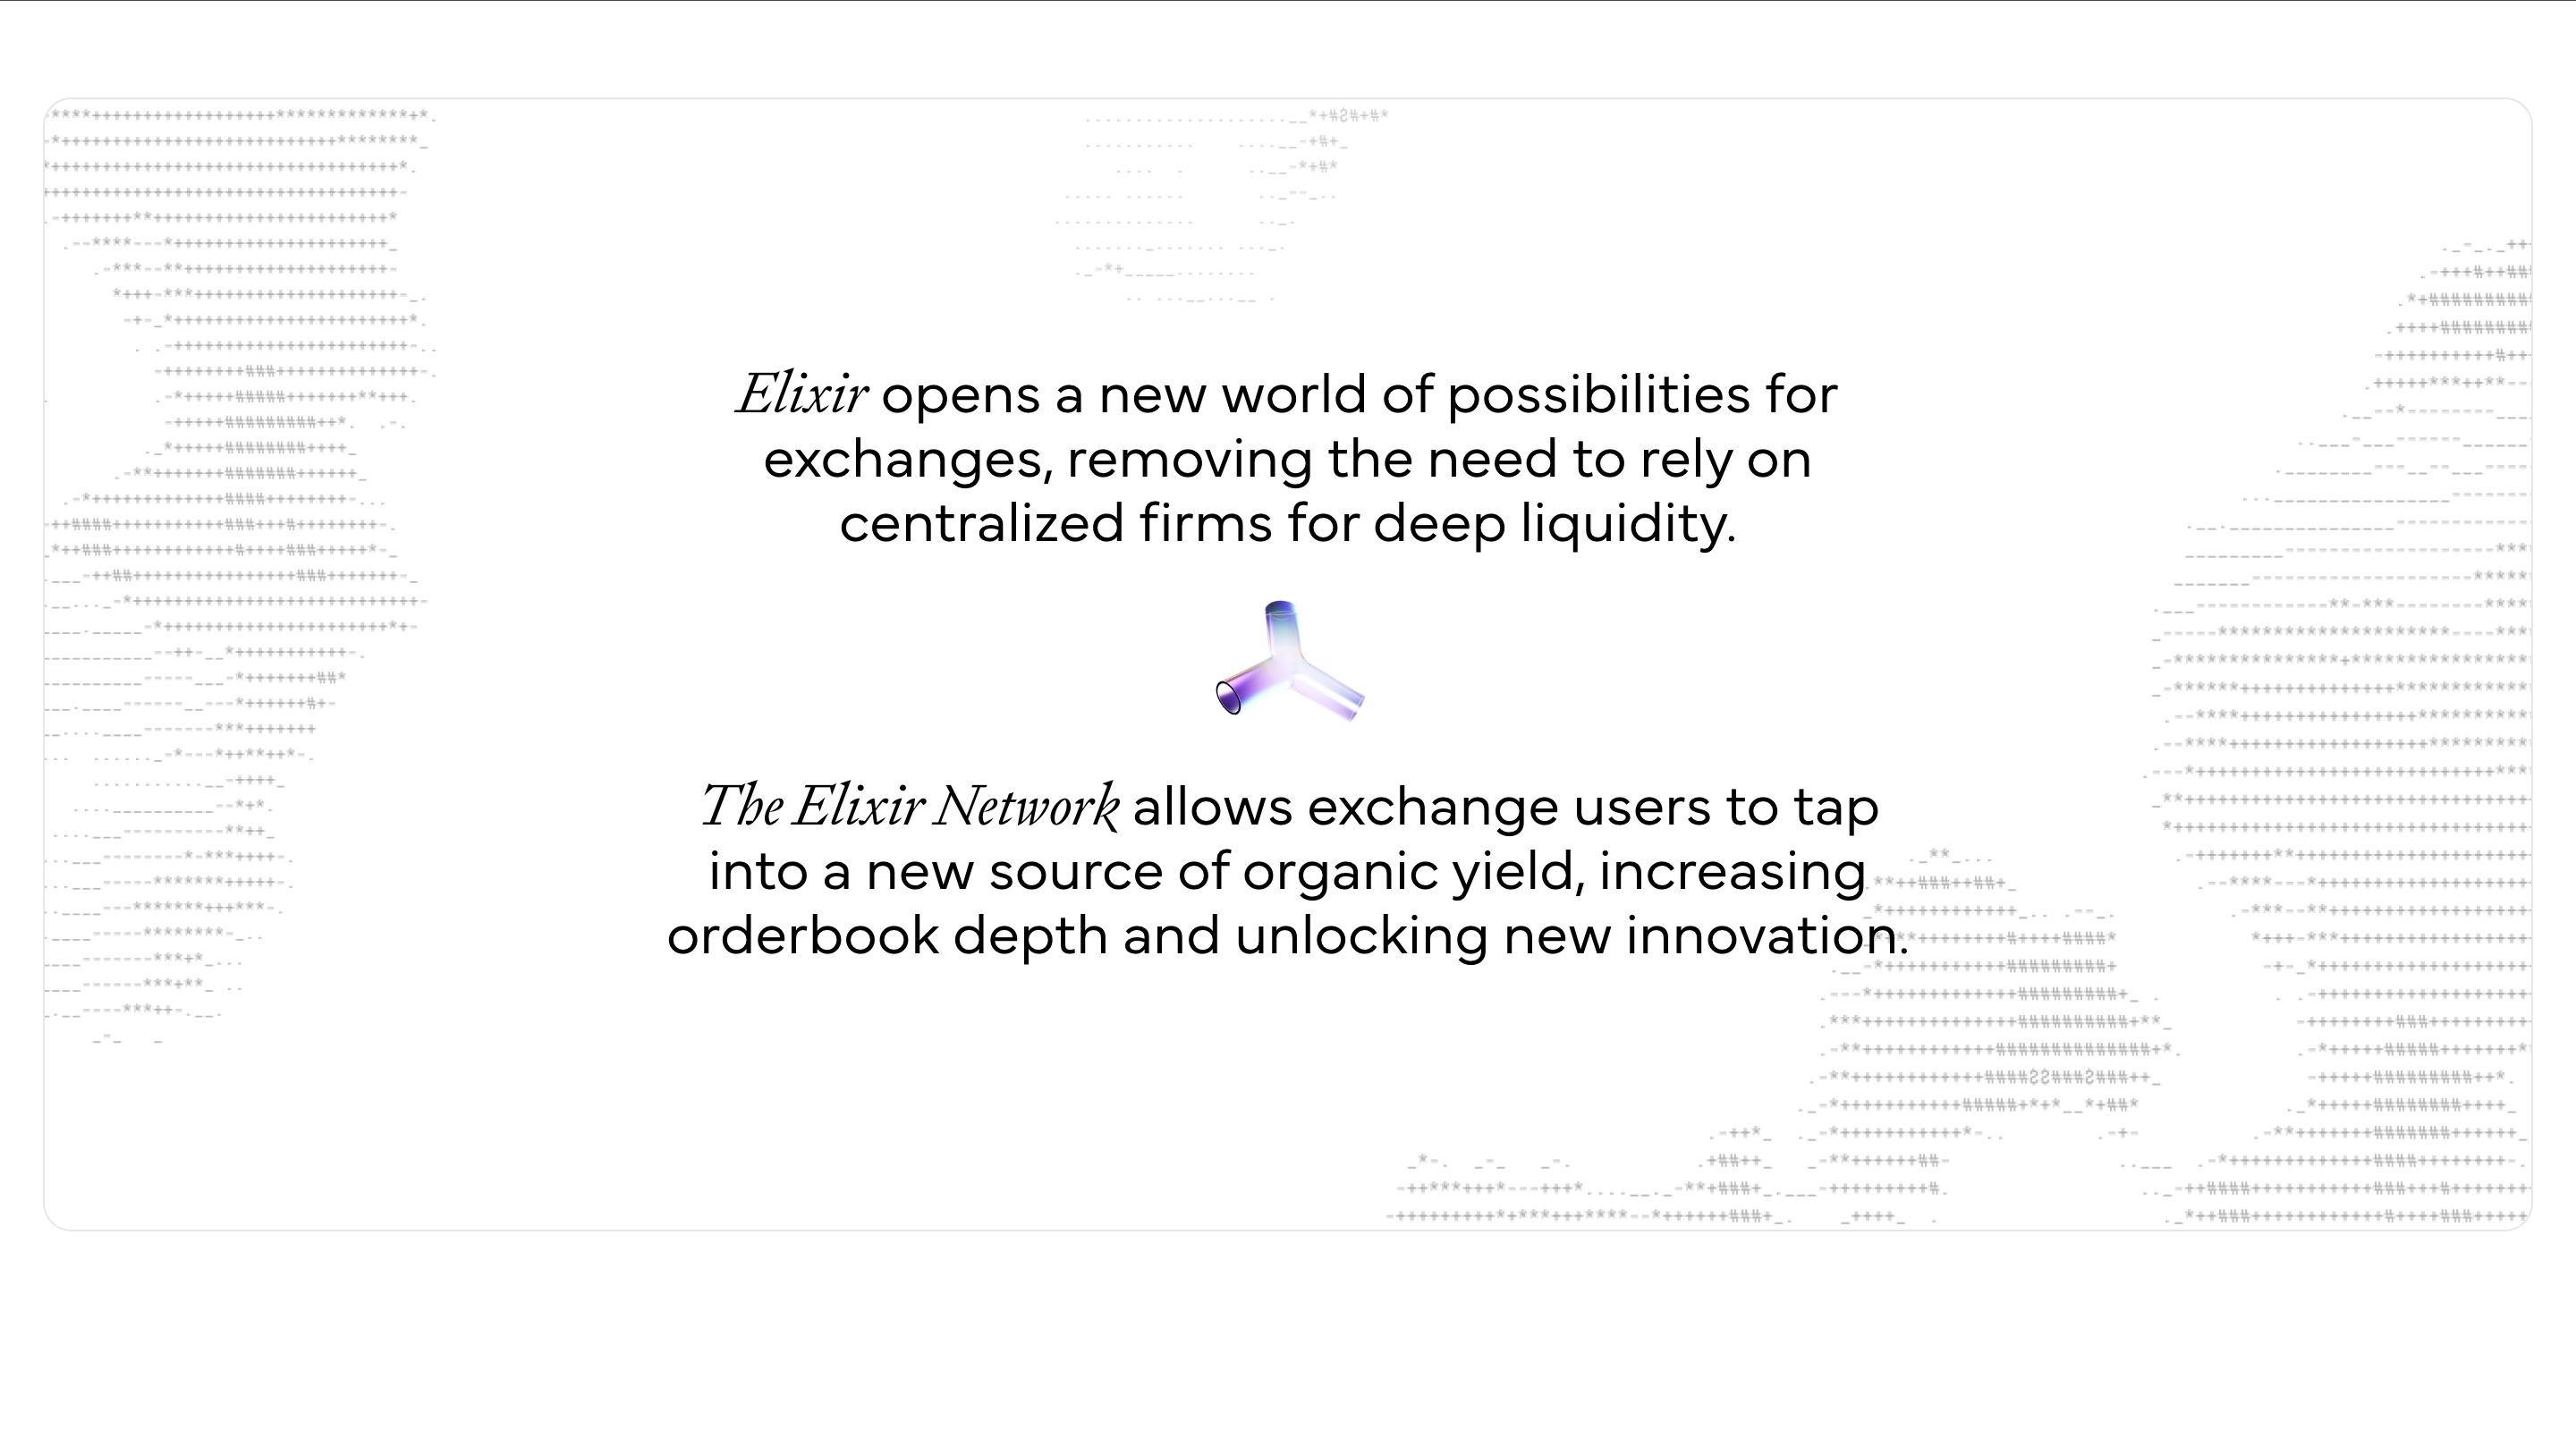 Elixir opens a new world of possibilities for
exchanges, removing the need to rely on
centralized firms for deep liquidity.
The Elixir Network allows exchange users to tap
into a new source of organic yield, increasing
orderbook depth and unlocking new innovation.